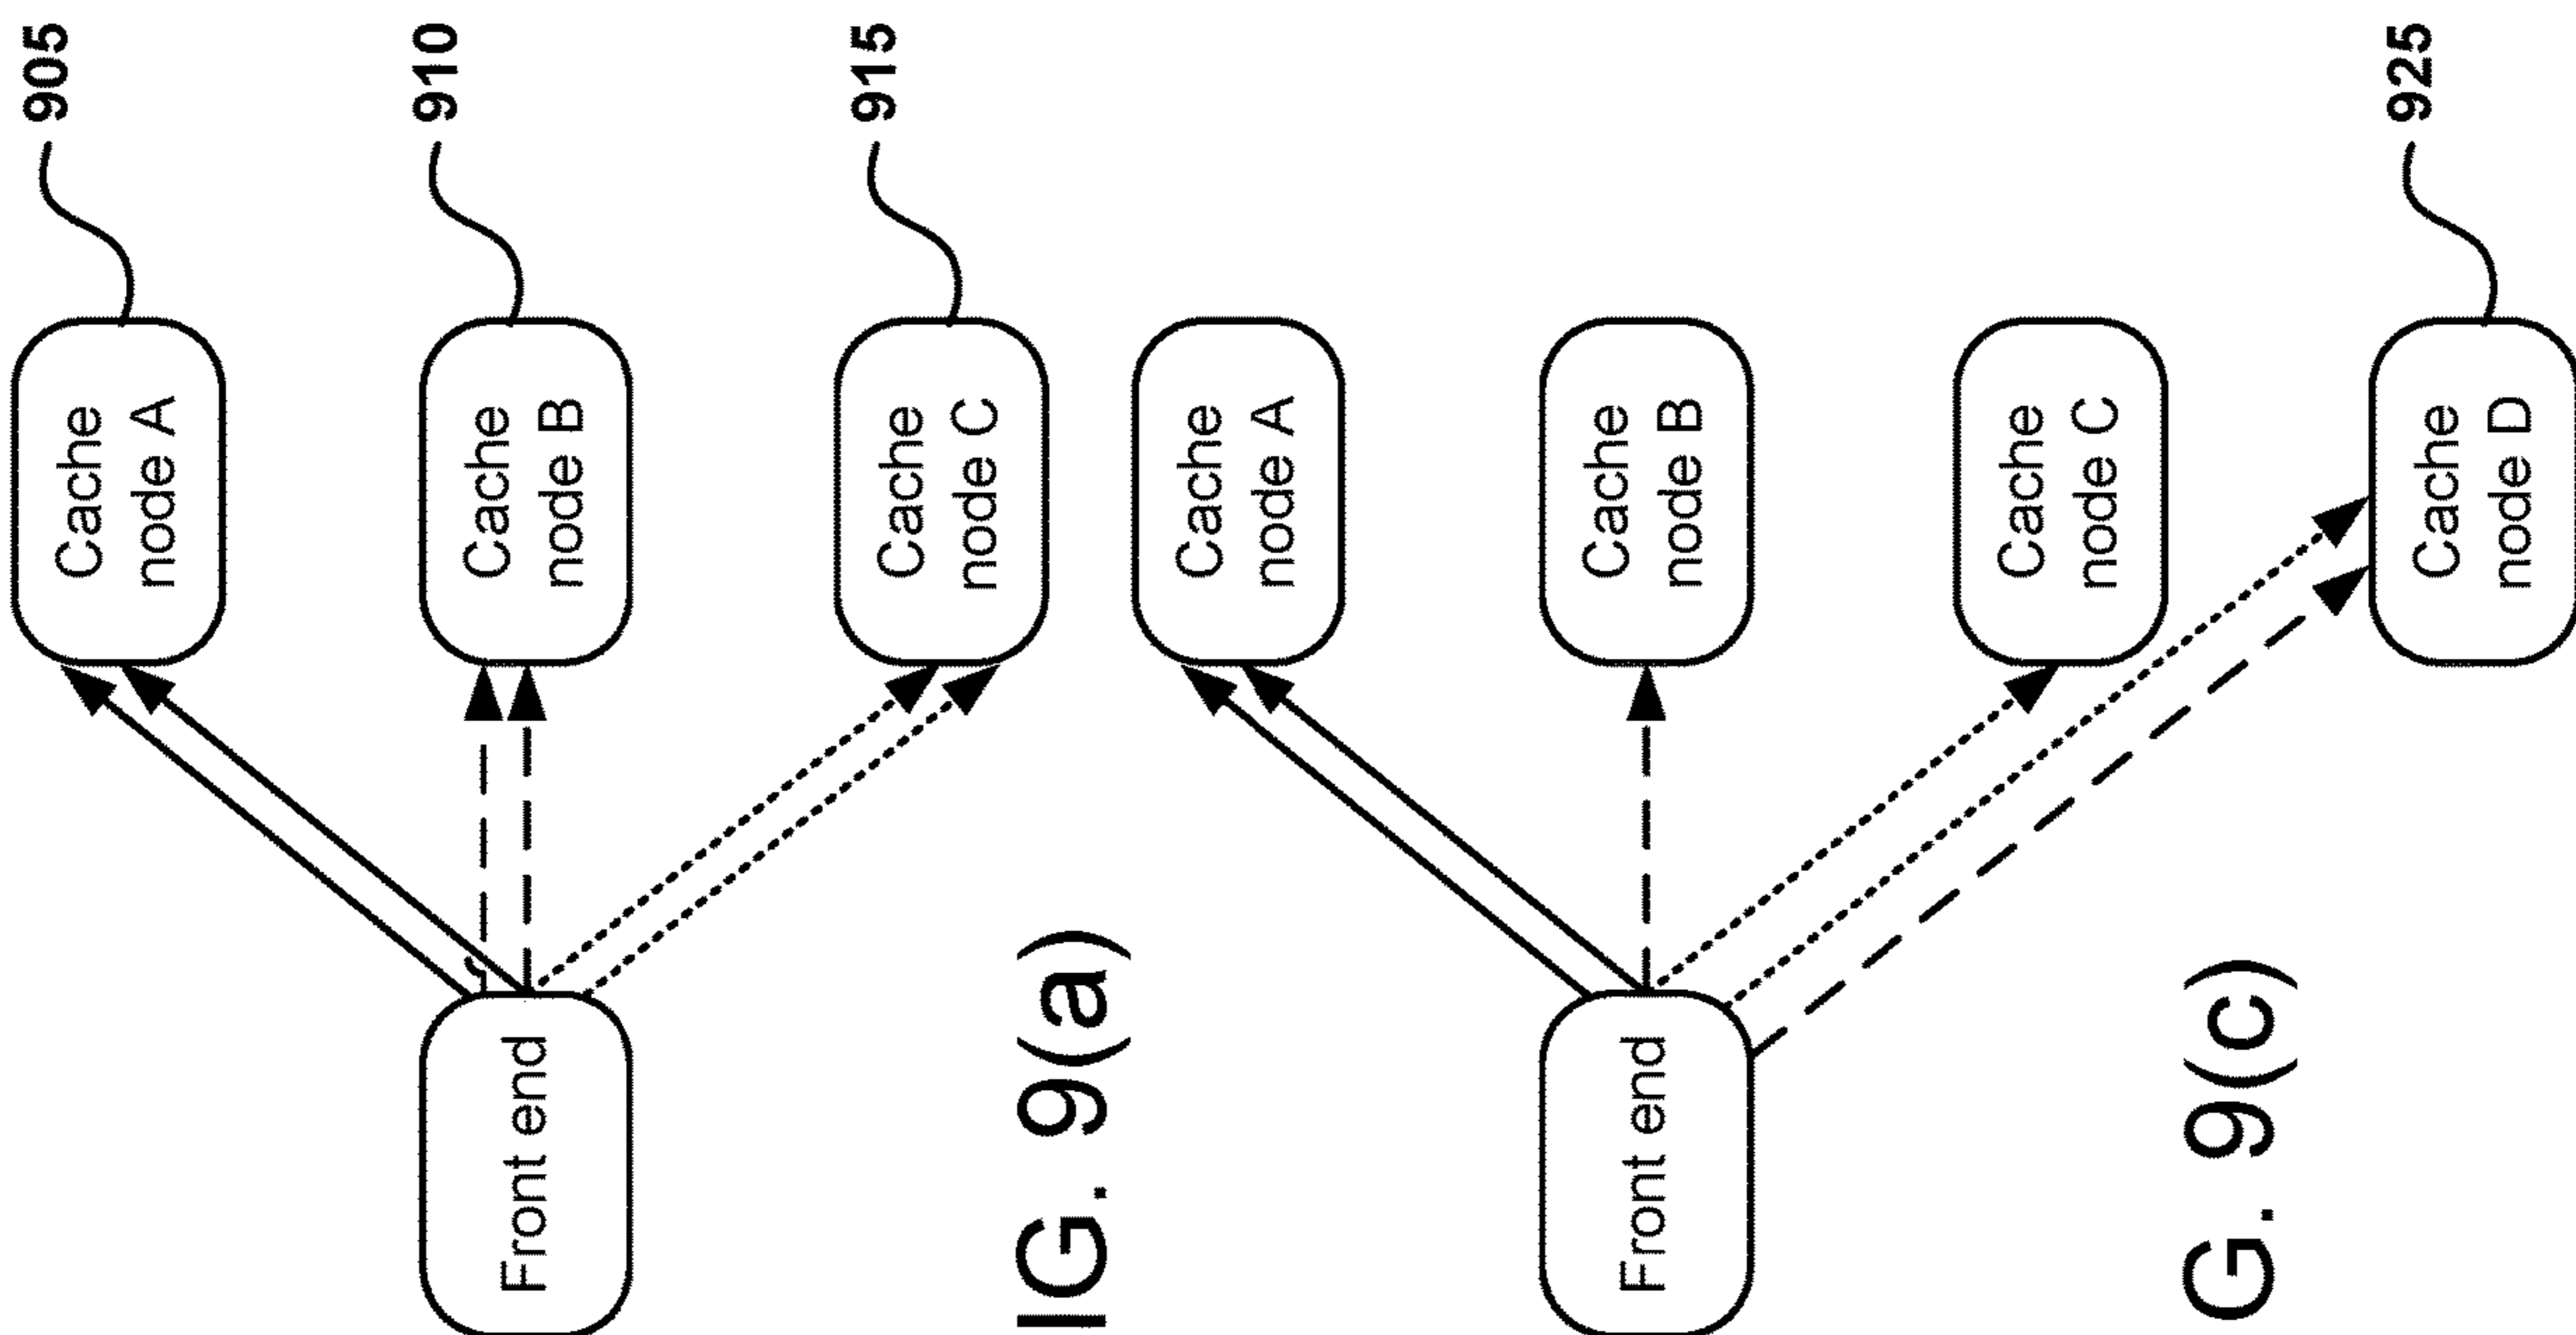 905
Cache
node A
910
Cache
node B
Front end
915
Cache
node C
IG. 9(a)
Cache
node A
Cache
node B
Front end
Cache
node C
G. 9(c)
925
Cache
node D